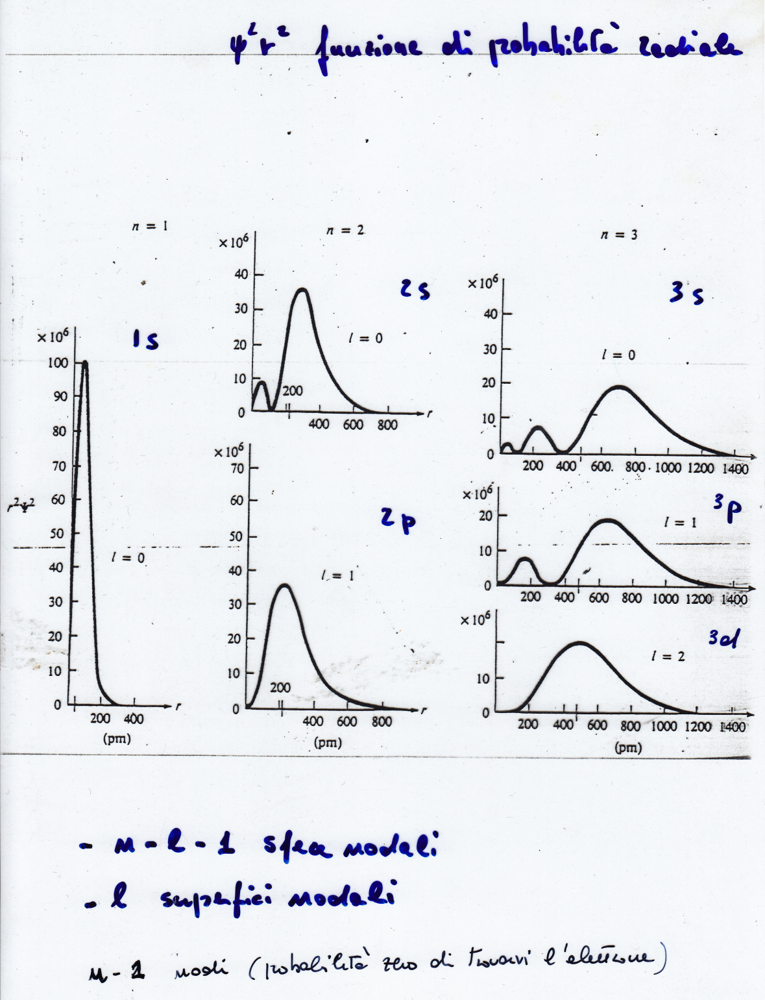 ψ² r² funzione di probabilità radiale
n = 1
n = 2
n = 3
1s
×10⁶
100
90
80
70
60
50
40
30
20
10
0
r²ψ²
l = 0
200 400
r
(pm)
2s
×10⁶
40
30
20
10
0
l = 0
200
400 600 800
r
2p
×10⁶
70
60
50
40
30
20
10
0
l = 1
200
400 600 800
r
(pm)
3s
×10⁶
40
30
20
10
0
l = 0
200 400 600 800 1000 1200 1400
3p
×10⁶
20
10
0
l = 1
200 400 600 800 1000 1200 1400
3d
×10⁶
10
0
l = 2
200 400 600 800 1000 1200 1400
(pm)
- n - l - 1 sfere nodali
- l superfici nodali
n - 1 nodi (probabilità zero di trovarvi l'elettrone)